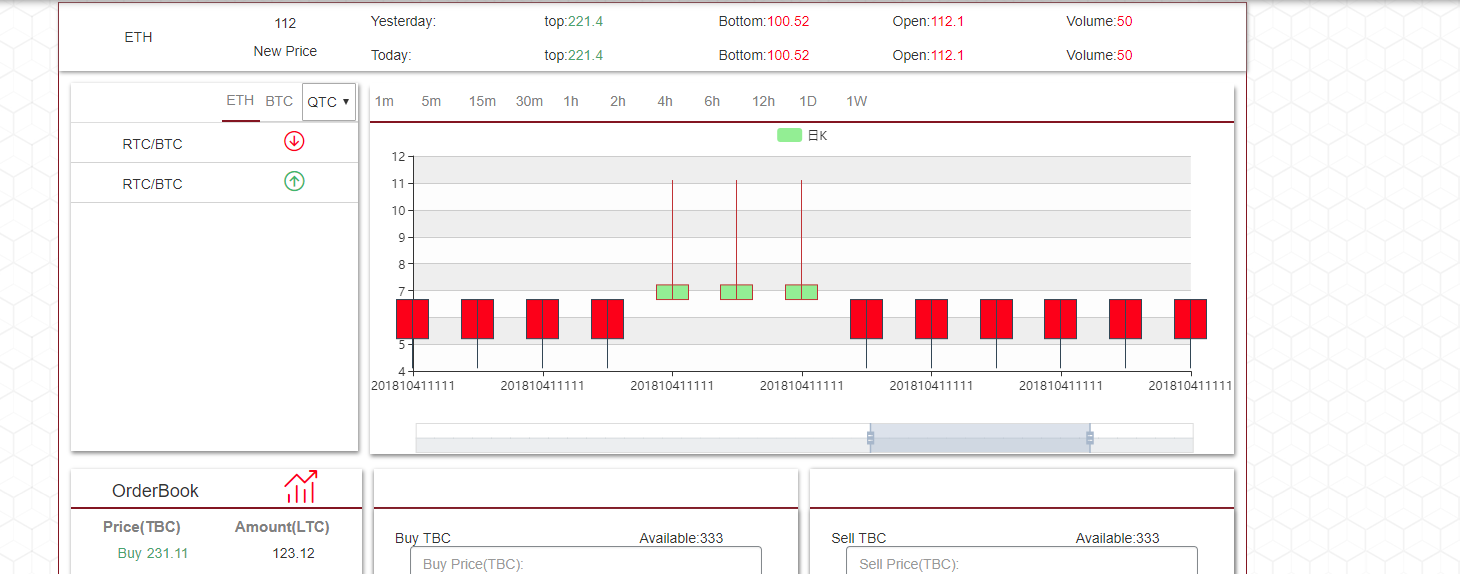 ETH
112
New Price
Yesterday: top:221.4 Bottom:100.52 Open:112.1 Volume:50
Today: top:221.4 Bottom:100.52 Open:112.1 Volume:50
ETH BTC QTC ▼
RTC/BTC
RTC/BTC
1m 5m 15m 30m 1h 2h 4h 6h 12h 1D 1W
日K
12
11
10
9
8
7
5
4
201810411111 201810411111 201810411111 201810411111 201810411111 201810411111 201810411111
OrderBook
Price(TBC) Amount(LTC)
Buy 231.11 123.12
Buy TBC Available:333
Buy Price(TBC):
Sell TBC Available:333
Sell Price(TBC):